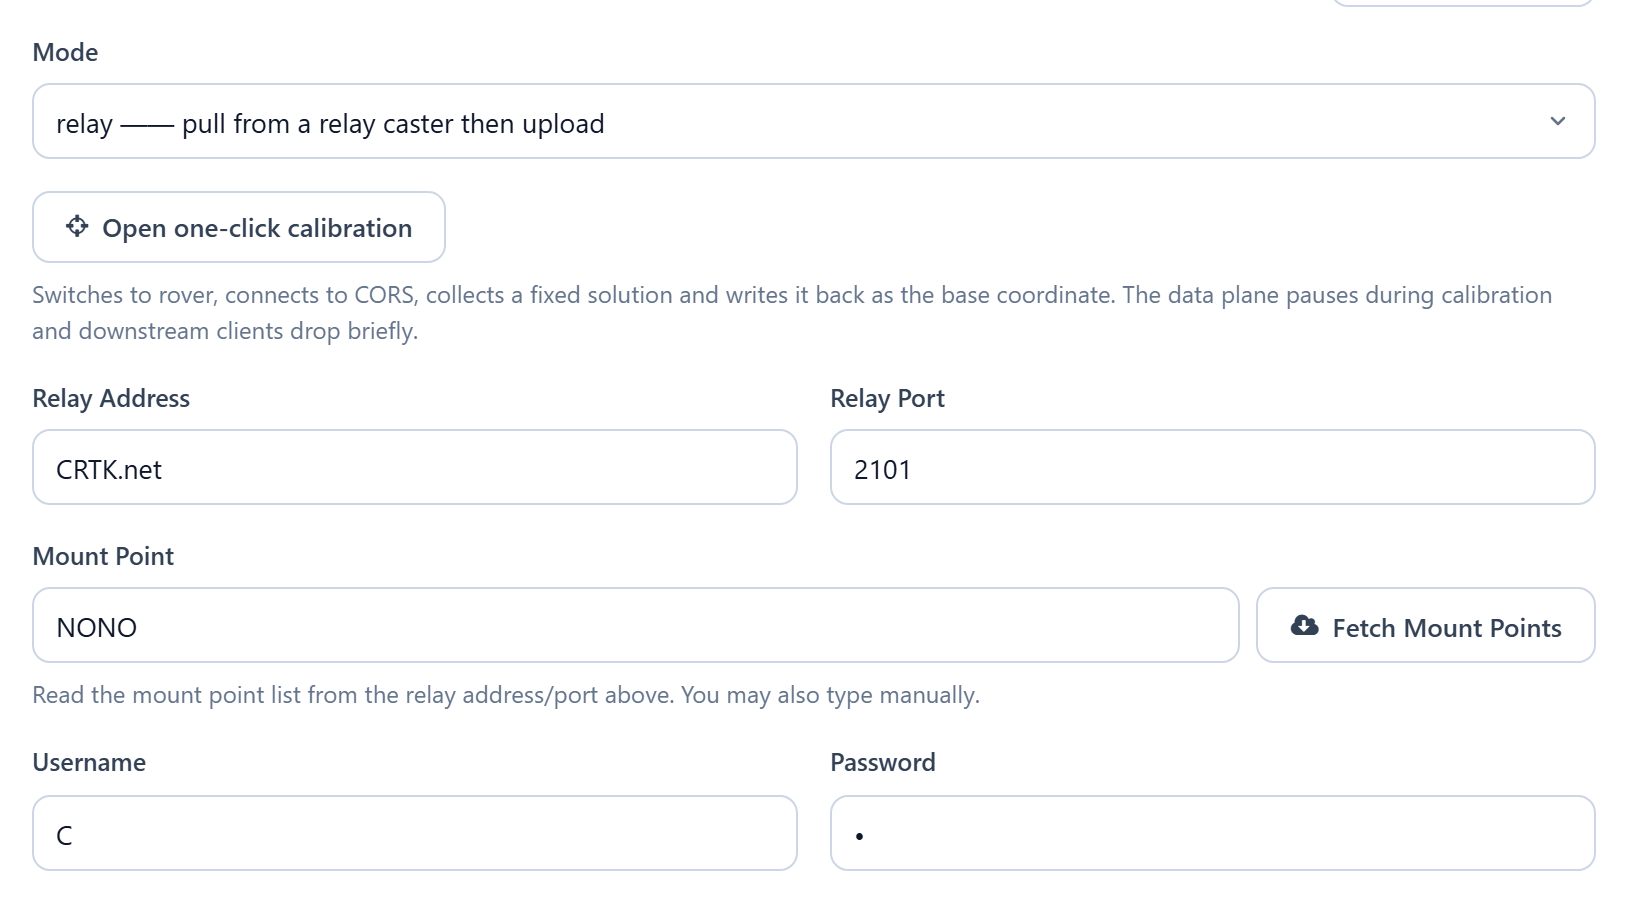 Mode
relay —— pull from a relay caster then upload
Open one-click calibration
Switches to rover, connects to CORS, collects a fixed solution and writes it back as the base coordinate. The data plane pauses during calibration
and downstream clients drop briefly.
Relay Address
Relay Port
CRTK.net
2101
Mount Point
NONO
Fetch Mount Points
Read the mount point list from the relay address/port above. You may also type manually.
Username
Password
C
•